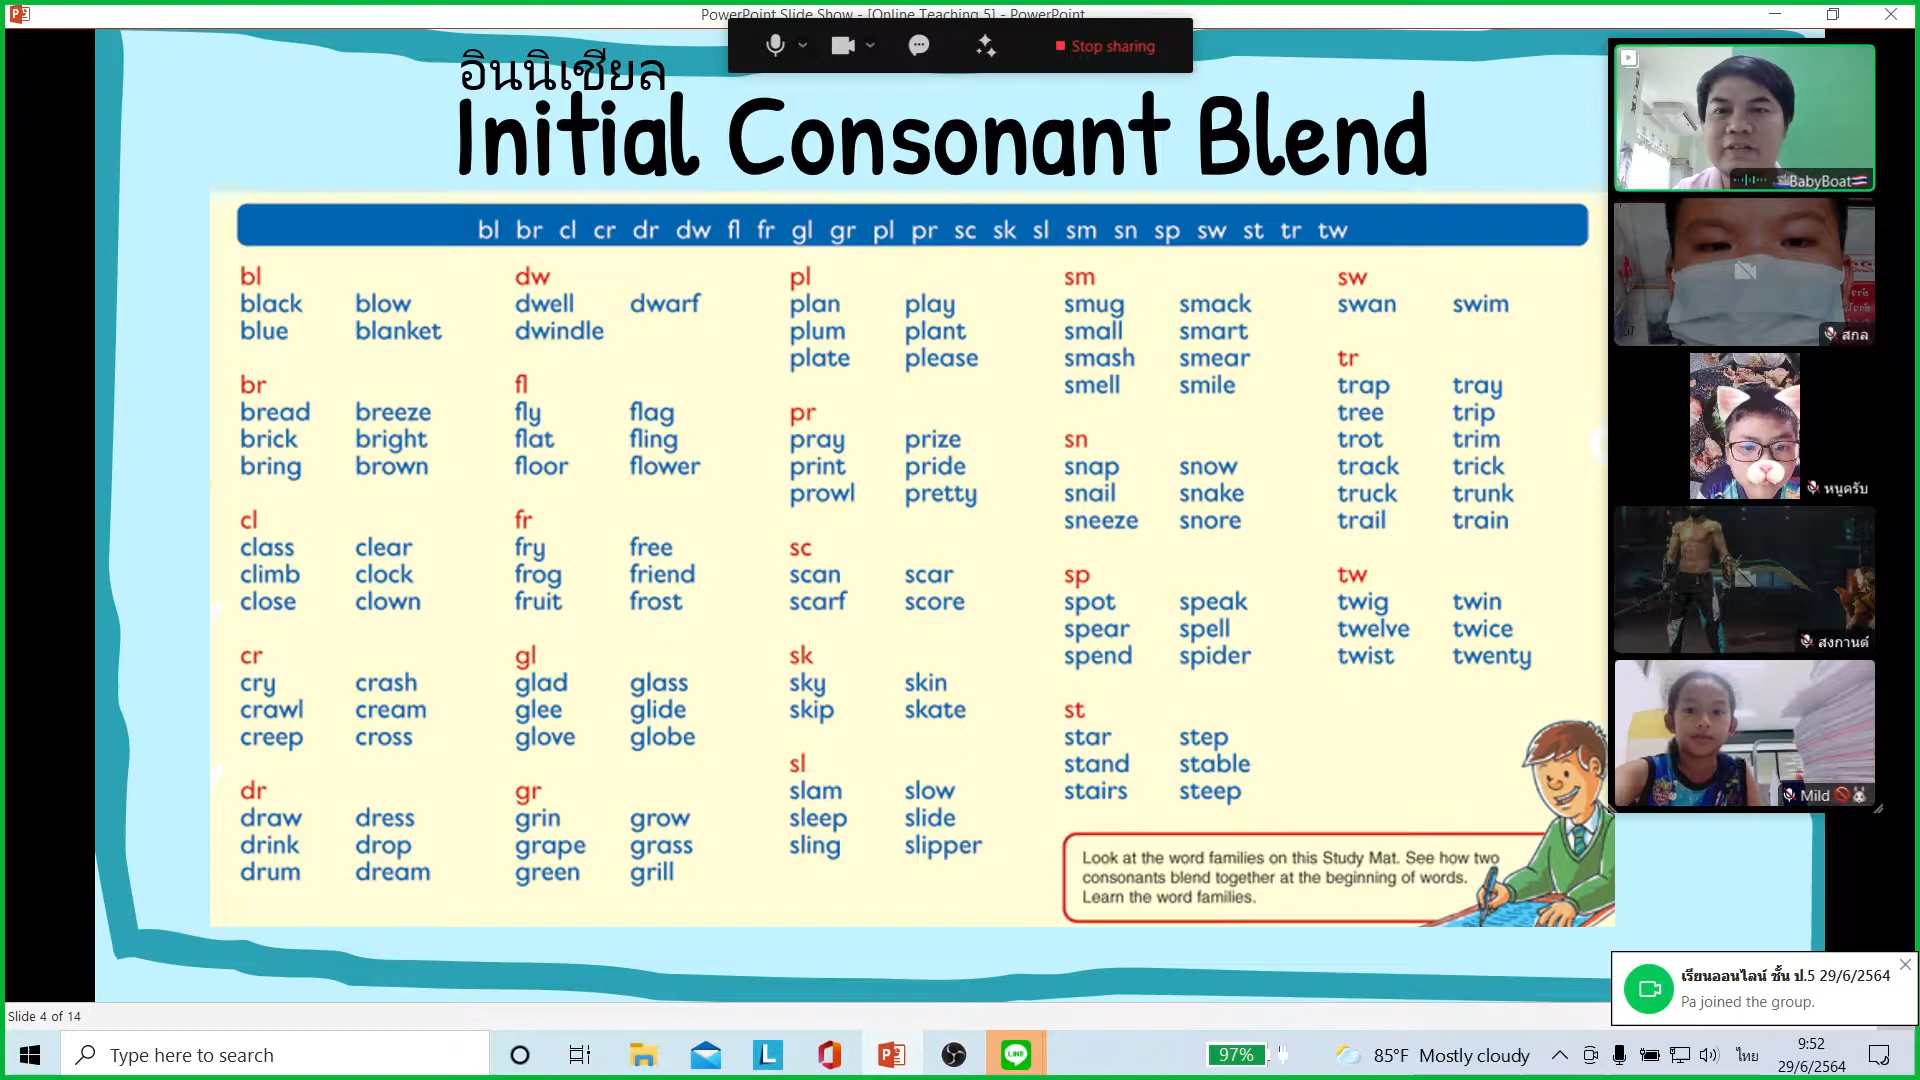 PowerPoint Slide Show - [Online Teaching 5] - PowerPoint
Stop sharing
อินนิเชียล
Initial Consonant Blend
bl br cl cr dr dw fl fr gl gr pl pr sc sk sl sm sn sp sw st tr tw
bl
black blow
blue blanket
br
bread breeze
brick bright
bring brown
cl
class clear
climb clock
close clown
cr
cry crash
crawl cream
creep cross
dr
draw dress
drink drop
drum dream
dw
dwell dwarf
dwindle
fl
fly flag
flat fling
floor flower
fr
fry free
frog friend
fruit frost
gl
glad glass
glee glide
glove globe
gr
grin grow
grape grass
green grill
pl
plan play
plum plant
plate please
pr
pray prize
print pride
prowl pretty
sc
scan scar
scarf score
sk
sky skin
skip skate
sl
slam slow
sleep slide
sling slipper
sm
smug smack
small smart
smash smear
smell smile
sn
snap snow
snail snake
sneeze snore
sp
spot speak
spear spell
spend spider
st
star step
stand stable
stairs steep
sw
swan swim
tr
trap tray
tree trip
trot trim
track trick
truck trunk
trail train
tw
twig twin
twelve twice
twist twenty
Look at the word families on this Study Mat. See how two
consonants blend together at the beginning of words.
Learn the word families.
BabyBoat
สกล
หนูครับ
สงกานต์
Mild
เรียนออนไลน์ ชั้น ป.5 29/6/2564
Pa joined the group.
Slide 4 of 14
Type here to search
L
LINE
97%
85°F Mostly cloudy
ไทย
9:52
29/6/2564